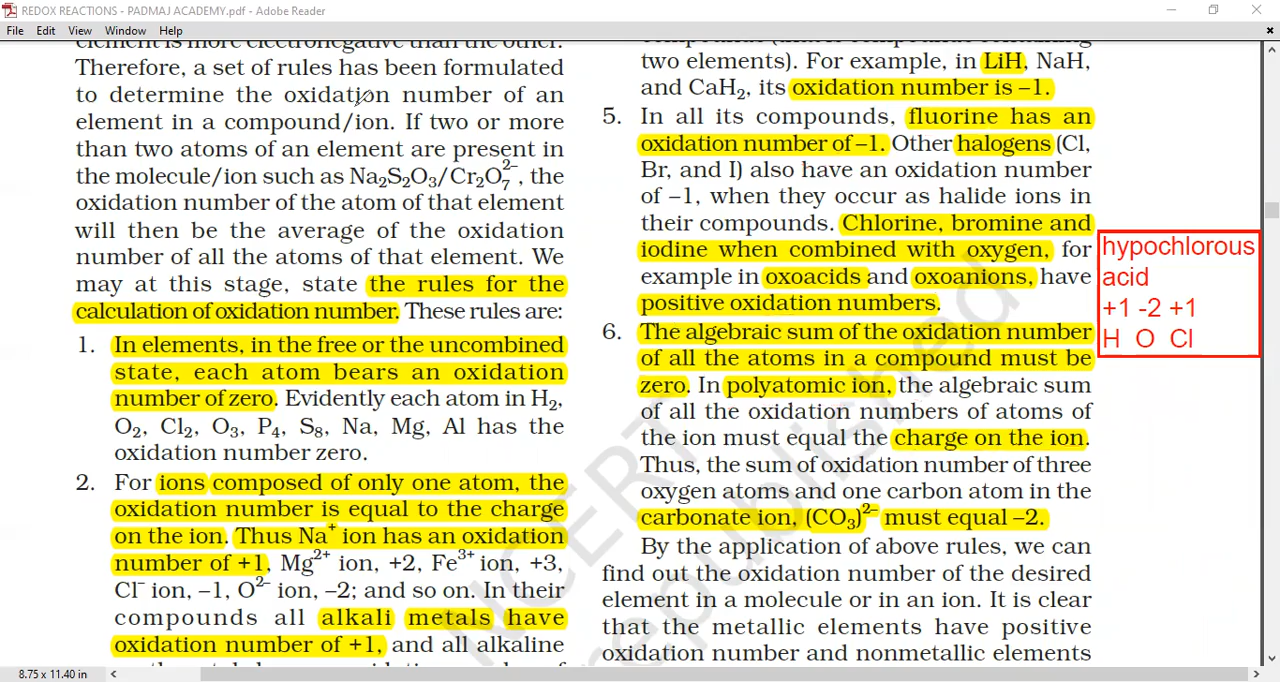 REDOX REACTIONS - PADMAJ ACADEMY.pdf - Adobe Reader
File Edit View Window Help
element is more electronegative than the other.
Therefore, a set of rules has been formulated
to determine the oxidation number of an
element in a compound/ion. If two or more
than two atoms of an element are present in
the molecule/ion such as Na₂S₂O₃/Cr₂O₇²⁻, the
oxidation number of the atom of that element
will then be the average of the oxidation
number of all the atoms of that element. We
may at this stage, state the rules for the
calculation of oxidation number. These rules are:
1. In elements, in the free or the uncombined
state, each atom bears an oxidation
number of zero. Evidently each atom in H₂,
O₂, Cl₂, O₃, P₄, S₈, Na, Mg, Al has the
oxidation number zero.
2. For ions composed of only one atom, the
oxidation number is equal to the charge
on the ion. Thus Na⁺ ion has an oxidation
number of +1, Mg²⁺ ion, +2, Fe³⁺ ion, +3,
Cl⁻ ion, –1, O²⁻ ion, –2; and so on. In their
compounds all alkali metals have
oxidation number of +1, and all alkaline
two elements). For example, in LiH, NaH,
and CaH₂, its oxidation number is –1.
5. In all its compounds, fluorine has an
oxidation number of –1. Other halogens (Cl,
Br, and I) also have an oxidation number
of –1, when they occur as halide ions in
their compounds. Chlorine, bromine and
iodine when combined with oxygen, for
example in oxoacids and oxoanions, have
positive oxidation numbers.
6. The algebraic sum of the oxidation number
of all the atoms in a compound must be
zero. In polyatomic ion, the algebraic sum
of all the oxidation numbers of atoms of
the ion must equal the charge on the ion.
Thus, the sum of oxidation number of three
oxygen atoms and one carbon atom in the
carbonate ion, (CO₃)²⁻ must equal –2.
By the application of above rules, we can
find out the oxidation number of the desired
element in a molecule or in an ion. It is clear
that the metallic elements have positive
oxidation number and nonmetallic elements
hypochlorous
acid
+1 -2 +1
H O Cl
NCERT
republished
8.75 x 11.40 in